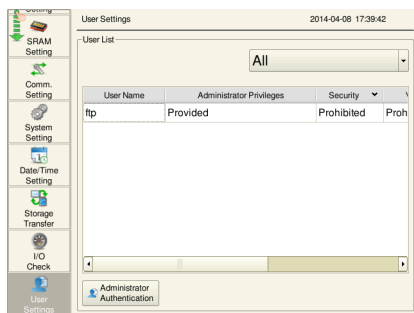 Setting
SRAM
Setting
Comm.
Setting
System
Setting
Date/Time
Setting
Storage
Transfer
I/O
Check
User
Settings
User Settings
2014-04-08 17:39:42
User List
All
User Name
Administrator Privileges
Security
ftp
Provided
Prohibited
Proh
Administrator
Authentication